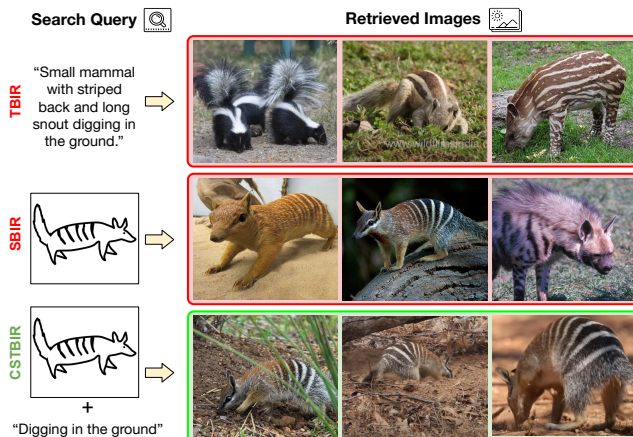 Search Query
Retrieved Images
TBIR
“Small mammal
with striped
back and long
snout digging in
the ground.”
SBIR
CSTBIR
+
“Digging in the ground”